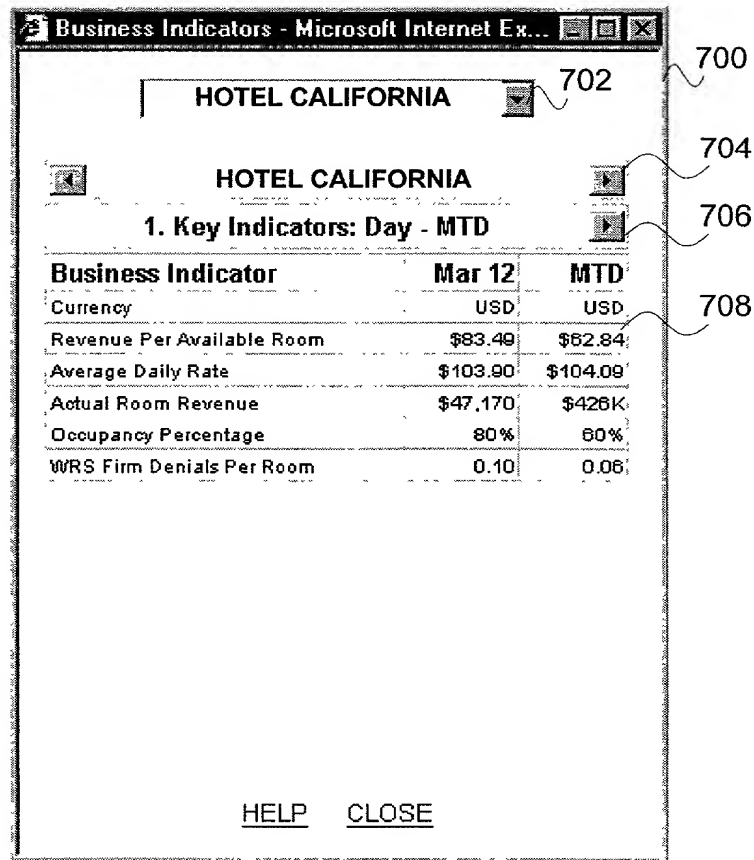 Business Indicators - Microsoft Internet Ex...
700
HOTEL CALIFORNIA
702
HOTEL CALIFORNIA
704
1. Key Indicators: Day - MTD
706
Business Indicator Mar 12 MTD
Currency USD USD
708
Revenue Per Available Room $83.49 $62.84
Average Daily Rate $103.90 $104.09
Actual Room Revenue $47,170 $426K
Occupancy Percentage 80% 60%
WRS Firm Denials Per Room 0.10 0.06
HELP CLOSE